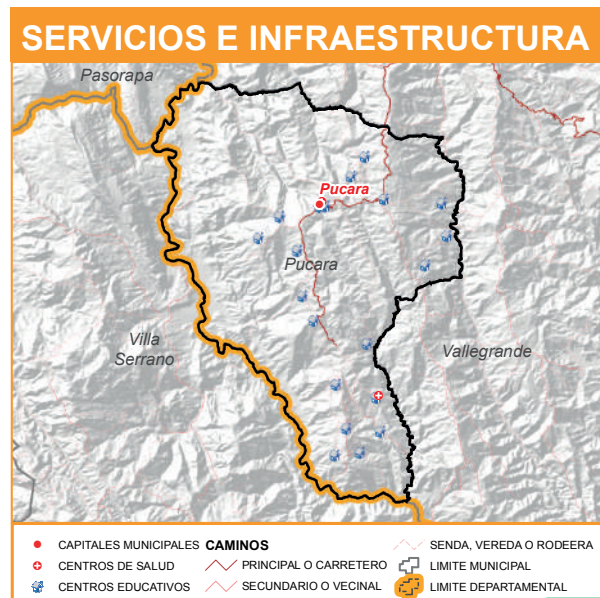 SERVICIOS E INFRAESTRUCTURA
Pasorapa
Pucara
Pucara
Villa
Serrano
Vallegrande
CAPITALES MUNICIPALES
CENTROS DE SALUD
CENTROS EDUCATIVOS
CAMINOS
PRINCIPAL O CARRETERO
SECUNDARIO O VECINAL
SENDA, VEREDA O RODEERA
LIMITE MUNICIPAL
LIMITE DEPARTAMENTAL